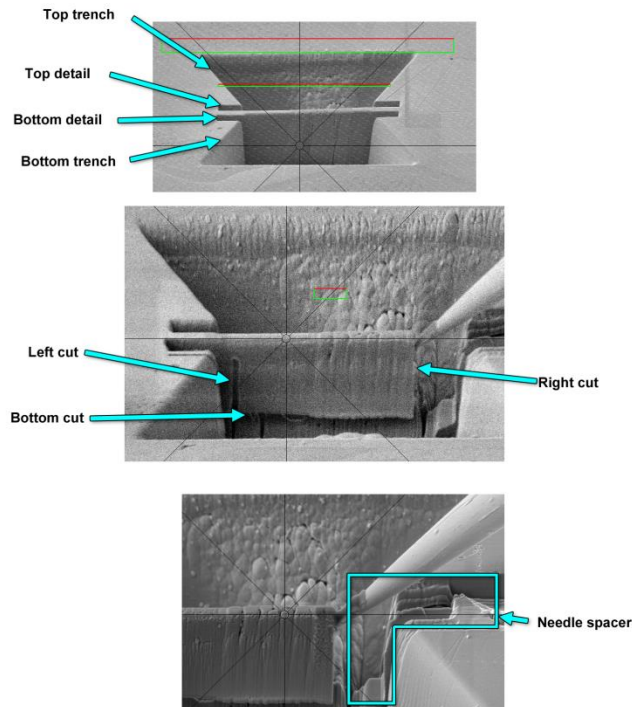 Top trench
Top detail
Bottom detail
Bottom trench
Left cut
Right cut
Bottom cut
Needle spacer